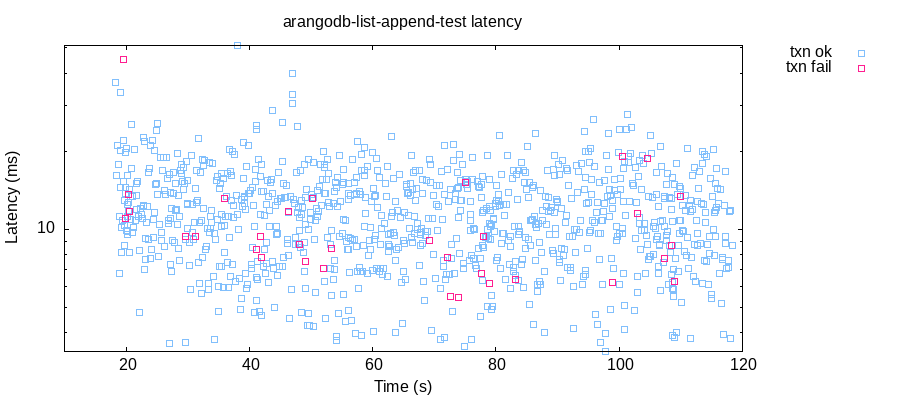 arangodb-list-append-test latency
txn ok
txn fail
Latency (ms)
10
20 40 60 80 100 120
Time (s)